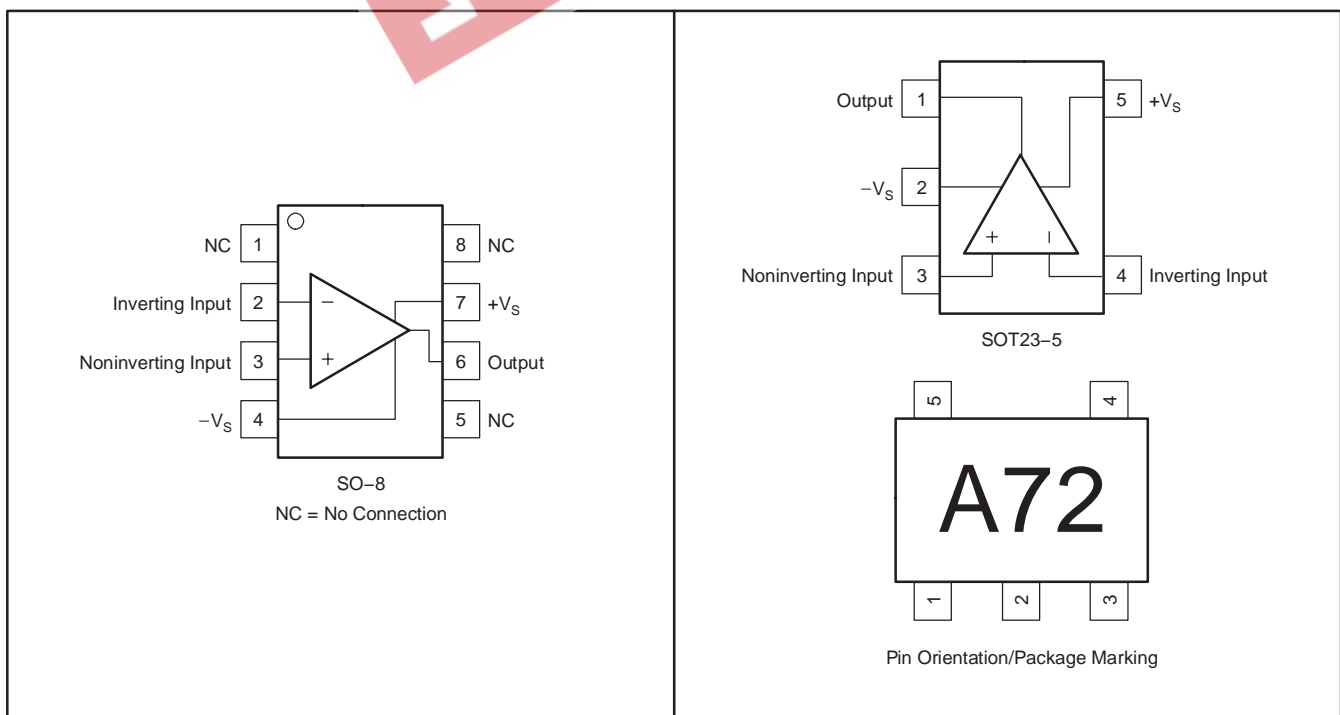 NC 1 8 NC
Inverting Input 2 − 7 +VS
Noninverting Input 3 + 6 Output
−VS 4 5 NC
SO−8
NC = No Connection
Output 1 5 +VS
−VS 2
+ −
Noninverting Input 3 4 Inverting Input
SOT23−5
5 4
A72
1 2 3
Pin Orientation/Package Marking